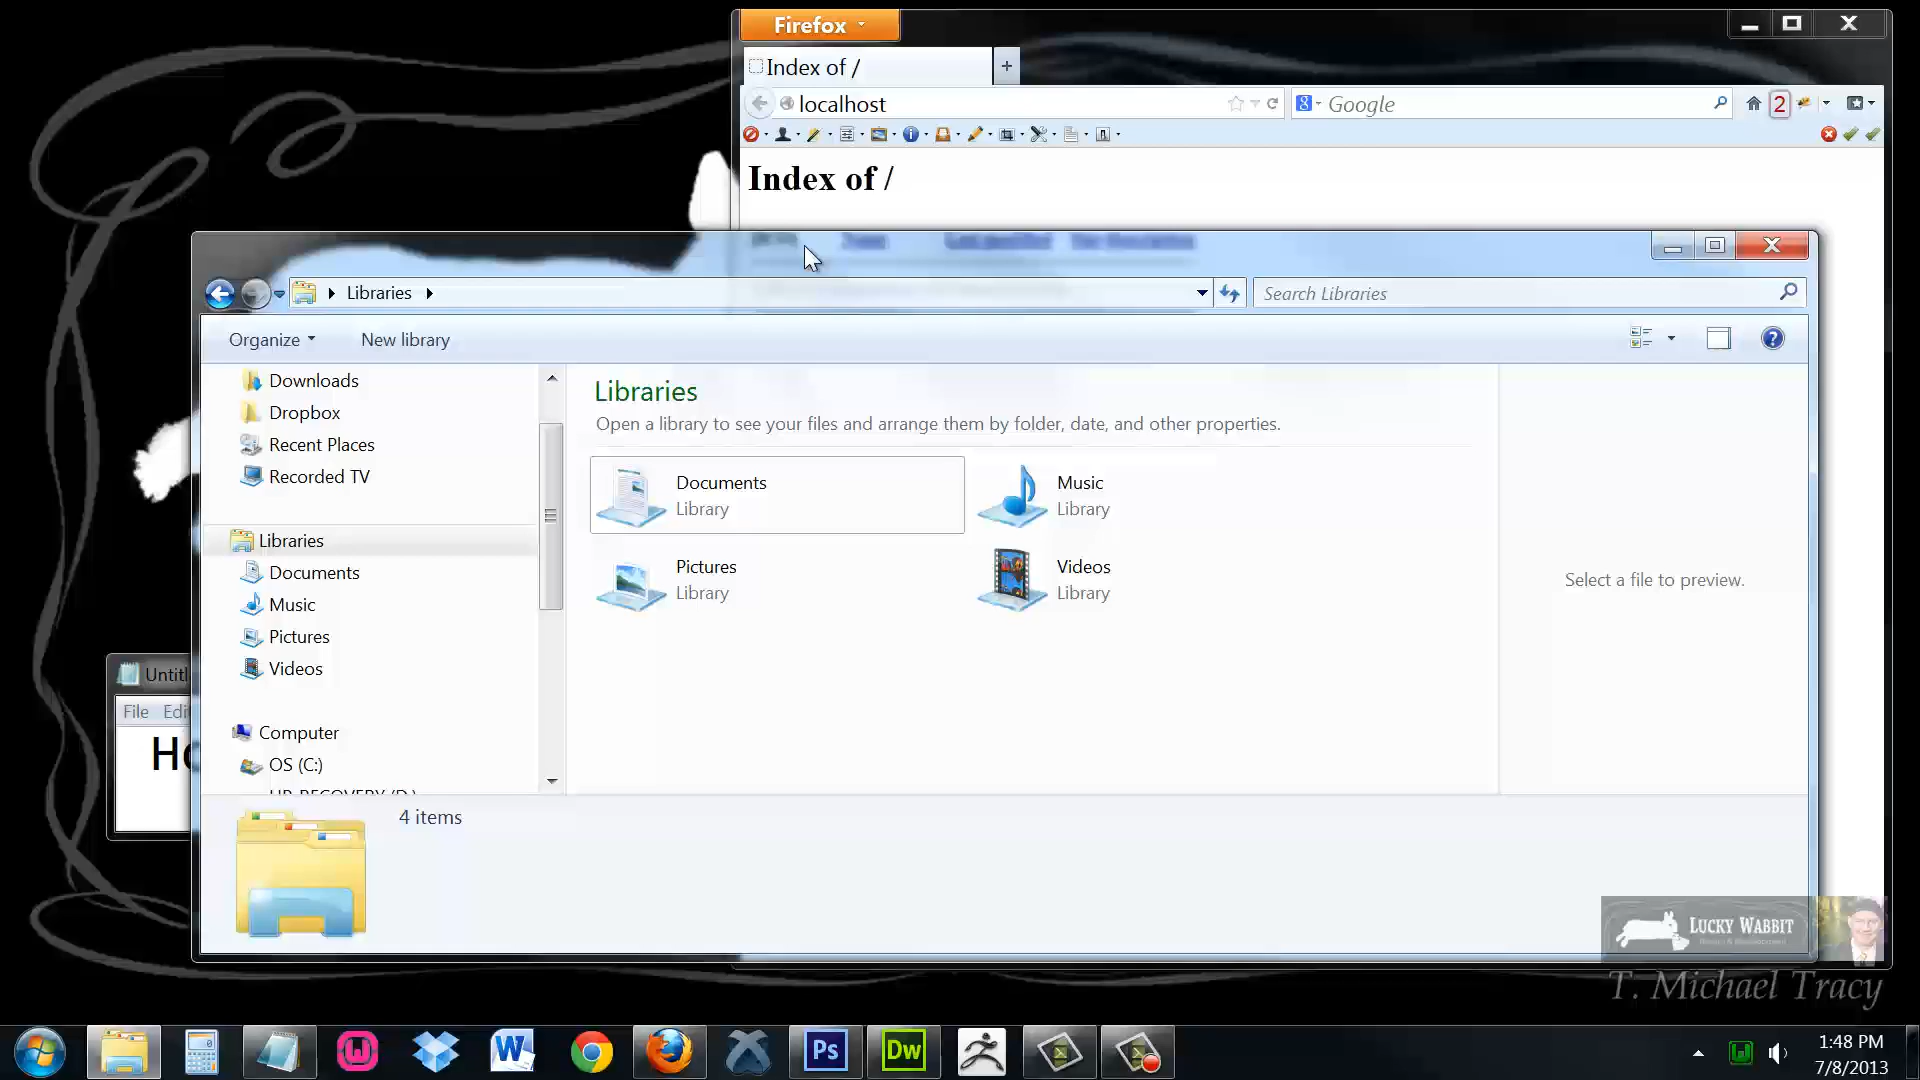 Firefox
Index of /
localhost
Google
2
Index of /
Libraries
Search Libraries
Organize
New library
Downloads
Dropbox
Recent Places
Recorded TV
Libraries
Documents
Music
Pictures
Videos
Computer
OS (C:)
Libraries
Open a library to see your files and arrange them by folder, date, and other properties.
Documents
Library
Music
Library
Pictures
Library
Videos
Library
Select a file to preview.
File
4 items
LUCKY WABBIT
T. Michael Tracy
W
Ps
Dw
1:48 PM
7/8/2013